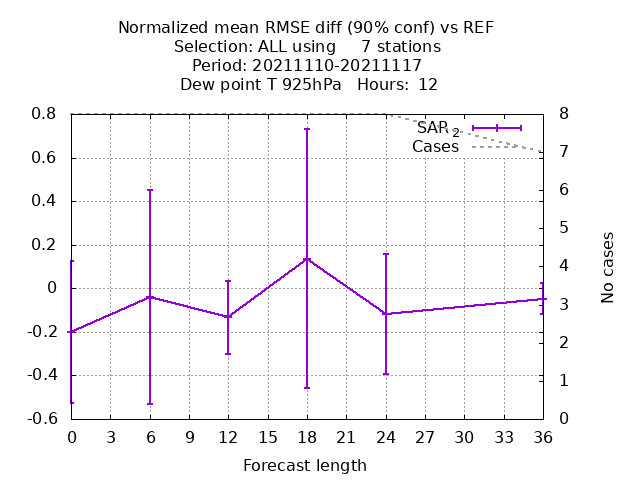 Normalized mean RMSE diff (90% conf) vs REF
Selection: ALL using     7 stations
Period: 20211110-20211117
Dew point T 925hPa   Hours:  12
0.8
0.6
0.4
0.2
0
-0.2
-0.4
-0.6
8
7
6
5
4
3
2
1
0
SAR 2
Cases
No cases
0 3 6 9 12 15 18 21 24 27 30 33 36
Forecast length